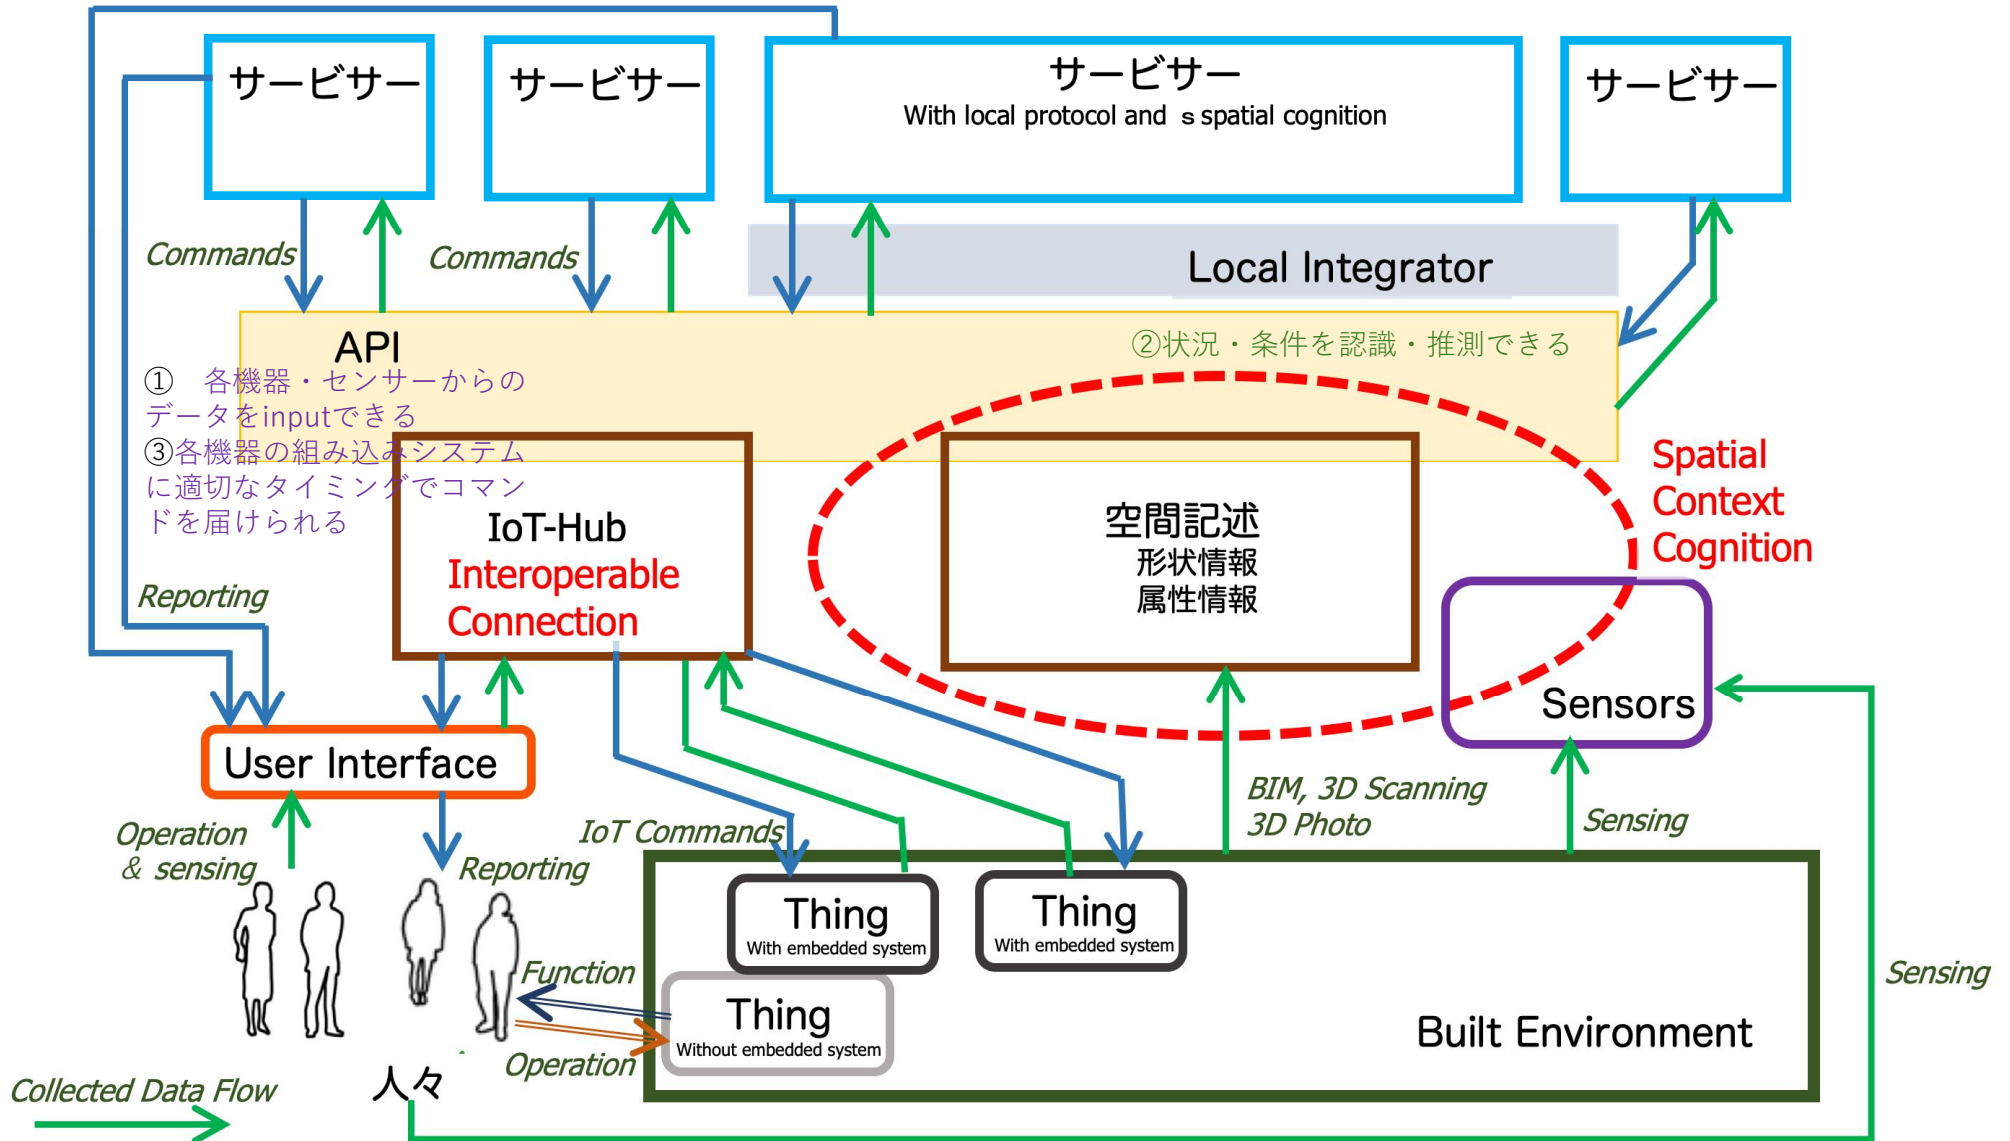 サービサー
サービサー
サービサー
With local protocol and ｓspatial cognition
サービサー
Commands
Commands
Local Integrator
API
②状況・条件を認識・推測できる
①　各機器・センサーからの
データをinputできる
③各機器の組み込みシステム
に適切なタイミングでコマン
ドを届けられる
IoT-Hub
Interoperable
Connection
空間記述
形状情報
属性情報
Spatial
Context
Cognition
Reporting
Sensors
User Interface
BIM, 3D Scanning
3D Photo
Sensing
Operation
＆ sensing
IoT Commands
Reporting
Thing
With embedded system
Thing
With embedded system
Function
Thing
Without embedded system
Operation
Built Environment
Sensing
人々
Collected Data Flow